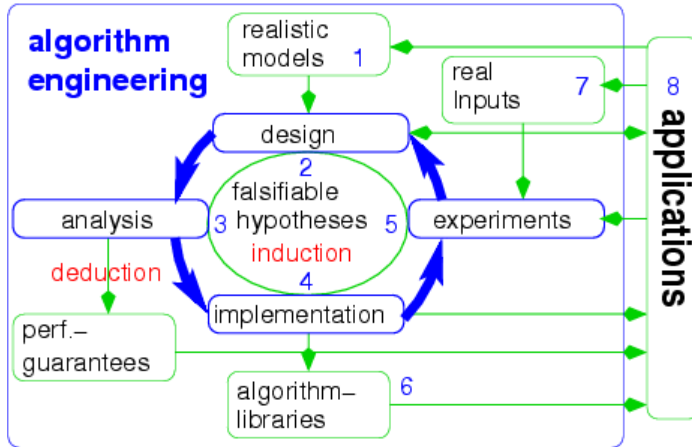 algorithm
engineering
realistic
models 1
real
Inputs 7
8
applications
design
2
falsifiable
hypotheses
induction
analysis
3
5
experiments
4
deduction
implementation
perf.–
guarantees
algorithm–
libraries
6